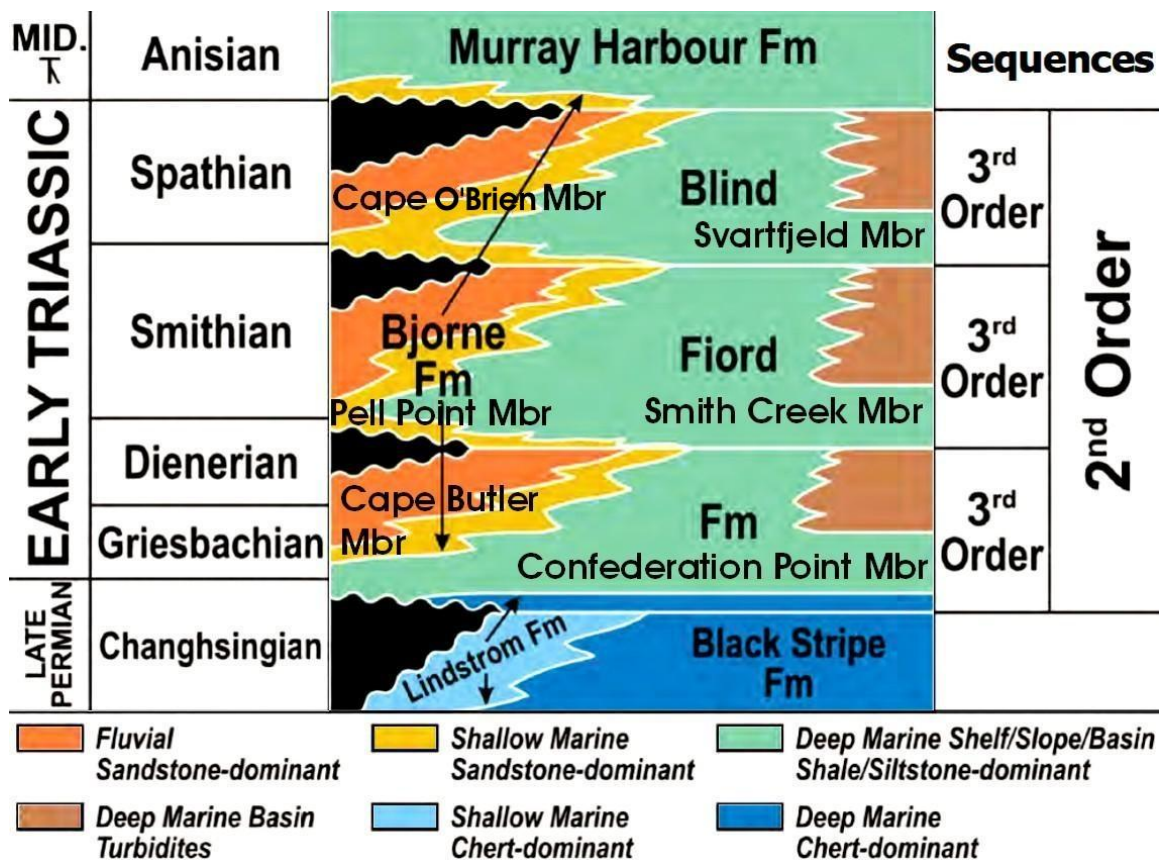 MID.
Anisian
Murray Harbour Fm
Sequences
EARLY TRIASSIC
Spathian
Cape O'Brien Mbr
Blind
Svartfjeld Mbr
3rd
Order
2nd Order
Smithian
Bjorne
Fm
Pell Point Mbr
Fiord
Smith Creek Mbr
3rd
Order
Dienerian
Griesbachian
Cape Butler
Mbr
Fm
Confederation Point Mbr
3rd
Order
LATE
PERMIAN
Changhsingian
Lindstrom Fm
Black Stripe
Fm
Fluvial
Sandstone-dominant
Shallow Marine
Sandstone-dominant
Deep Marine Shelf/Slope/Basin
Shale/Siltstone-dominant
Deep Marine Basin
Turbidites
Shallow Marine
Chert-dominant
Deep Marine
Chert-dominant